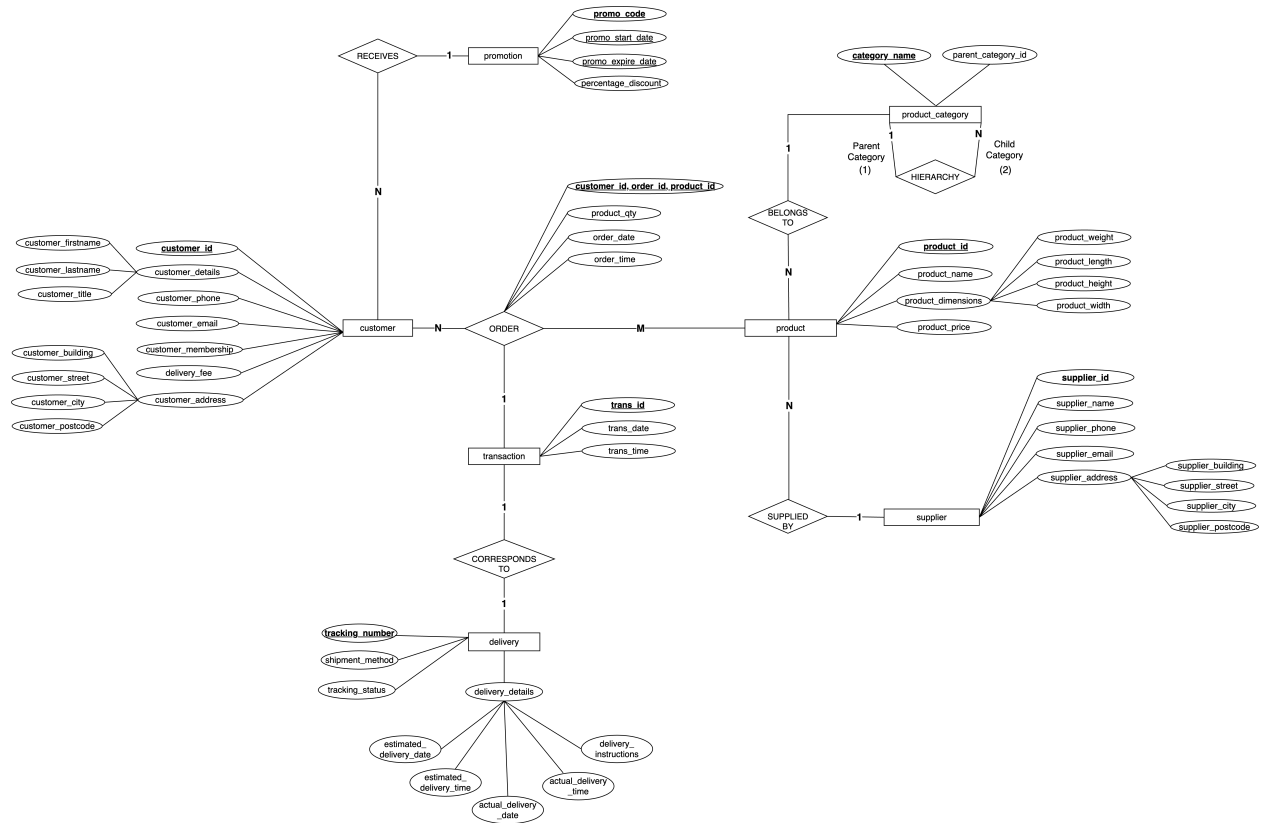 promo_code
promo_start_date
RECEIVES
1
promotion
promo_expire_date
percentage_discount
category_name
parent_category_id
product_category
1
N
Parent
Category
(1)
Child
Category
(2)
HIERARCHY
1
N
customer_id, order_id, product_id
product_qty
order_date
order_time
BELONGS
TO
N
customer_firstname
customer_lastname
customer_title
customer_id
customer_details
customer_phone
customer_email
customer_membership
delivery_fee
customer_address
customer_building
customer_street
customer_city
customer_postcode
customer
N
ORDER
M
product
product_id
product_name
product_dimensions
product_price
product_weight
product_length
product_height
product_width
1
trans_id
trans_date
trans_time
transaction
N
supplier_id
supplier_name
supplier_phone
supplier_email
supplier_address
supplier_building
supplier_street
supplier_city
supplier_postcode
1
SUPPLIED
BY
1
supplier
CORRESPONDS
TO
1
tracking_number
shipment_method
tracking_status
delivery
delivery_details
estimated_
delivery_date
estimated_
delivery_time
actual_delivery
_date
actual_delivery
_time
delivery_
instructions